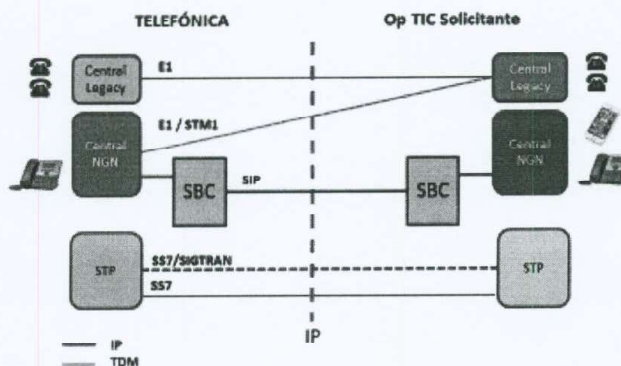 TELEFÓNICA
Op TIC Solicitante
Central Legacy
E1
Central Legacy
E1 / STM1
Central NGN
Central NGN
SBC
SIP
SBC
SS7/SIGTRAN
STP
STP
SS7
IP
IP
TDM